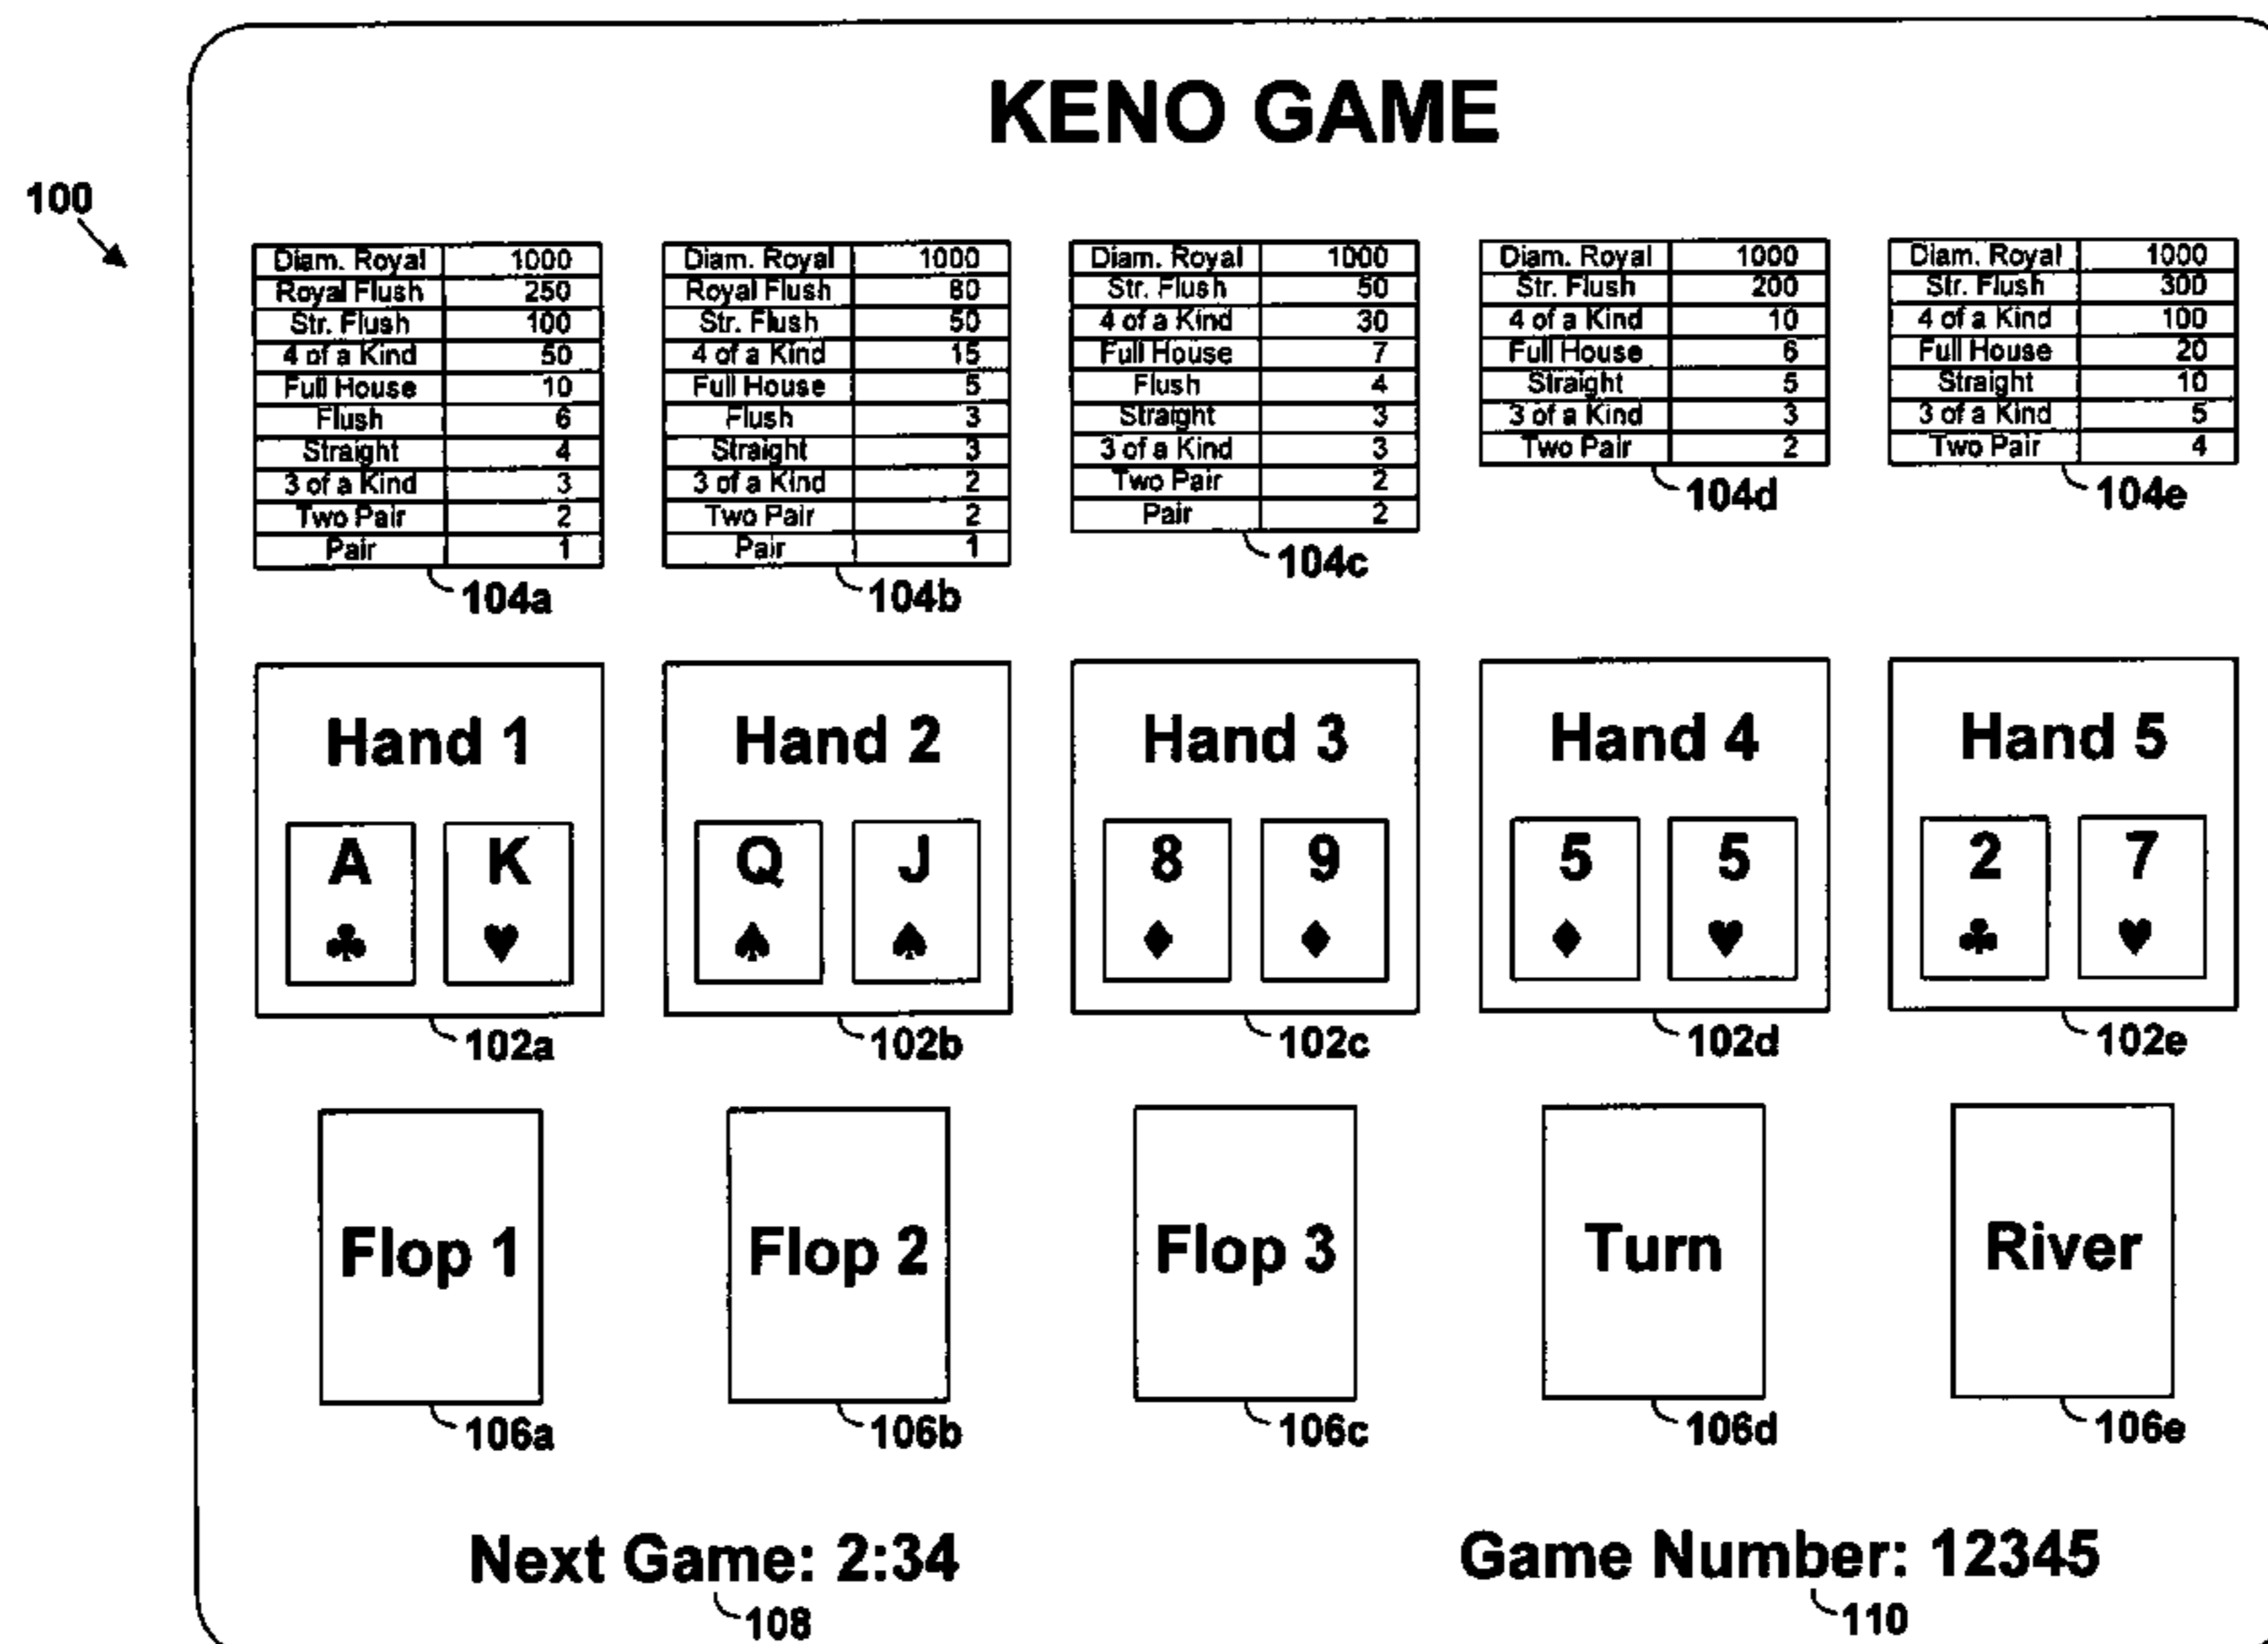 KENO GAME
100
Diam. Royal 1000
Royal Flush 250
Str. Flush 100
4 of a Kind 50
Full House 10
Flush 6
Straight 4
3 of a Kind 3
Two Pair 2
Pair 1
104a
Diam. Royal 1000
Royal Flush 80
Str. Flush 50
4 of a Kind 15
Full House 5
Flush 3
Straight 3
3 of a Kind 2
Two Pair 2
Pair 1
104b
Diam. Royal 1000
Str. Flush 50
4 of a Kind 30
Full House 7
Flush 4
Straight 3
3 of a Kind 3
Two Pair 2
Pair 2
104c
Diam. Royal 1000
Str. Flush 200
4 of a Kind 10
Full House 6
Straight 5
3 of a Kind 3
Two Pair 2
104d
Diam. Royal 1000
Str. Flush 300
4 of a Kind 100
Full House 20
Straight 10
3 of a Kind 5
Two Pair 4
104e
Hand 1
A♣ K♥
102a
Hand 2
Q♠ J♠
102b
Hand 3
8♦ 9♦
102c
Hand 4
5♦ 5♥
102d
Hand 5
2♣ 7♥
102e
Flop 1
106a
Flop 2
106b
Flop 3
106c
Turn
106d
River
106e
Next Game: 2:34
108
Game Number: 12345
110